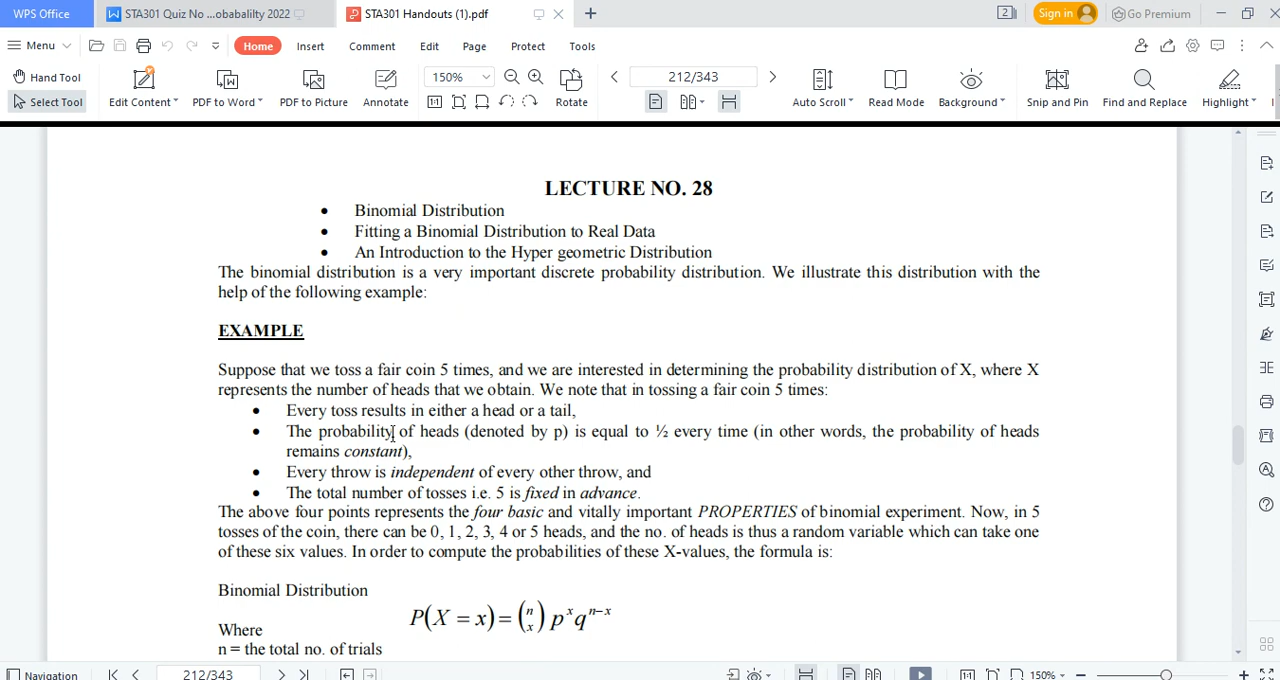 WPS Office STA301 Quiz No ...obabalilty 2022 STA301 Handouts (1).pdf 2 Sign in Go Premium
Menu Home Insert Comment Edit Page Protect Tools
Hand Tool 150% 212/343
Select Tool Edit Content PDF to Word PDF to Picture Annotate Rotate Auto Scroll Read Mode Background Snip and Pin Find and Replace Highlight
LECTURE NO. 28
• Binomial Distribution
• Fitting a Binomial Distribution to Real Data
• An Introduction to the Hyper geometric Distribution
The binomial distribution is a very important discrete probability distribution. We illustrate this distribution with the
help of the following example:
EXAMPLE
Suppose that we toss a fair coin 5 times, and we are interested in determining the probability distribution of X, where X
represents the number of heads that we obtain. We note that in tossing a fair coin 5 times:
• Every toss results in either a head or a tail,
• The probability of heads (denoted by p) is equal to ½ every time (in other words, the probability of heads
remains constant),
• Every throw is independent of every other throw, and
• The total number of tosses i.e. 5 is fixed in advance.
The above four points represents the four basic and vitally important PROPERTIES of binomial experiment. Now, in 5
tosses of the coin, there can be 0, 1, 2, 3, 4 or 5 heads, and the no. of heads is thus a random variable which can take one
of these six values. In order to compute the probabilities of these X-values, the formula is:
Binomial Distribution
P(X = x) = (n x) p^x q^(n−x)
Where
n = the total no. of trials
Navigation 212/343 150%